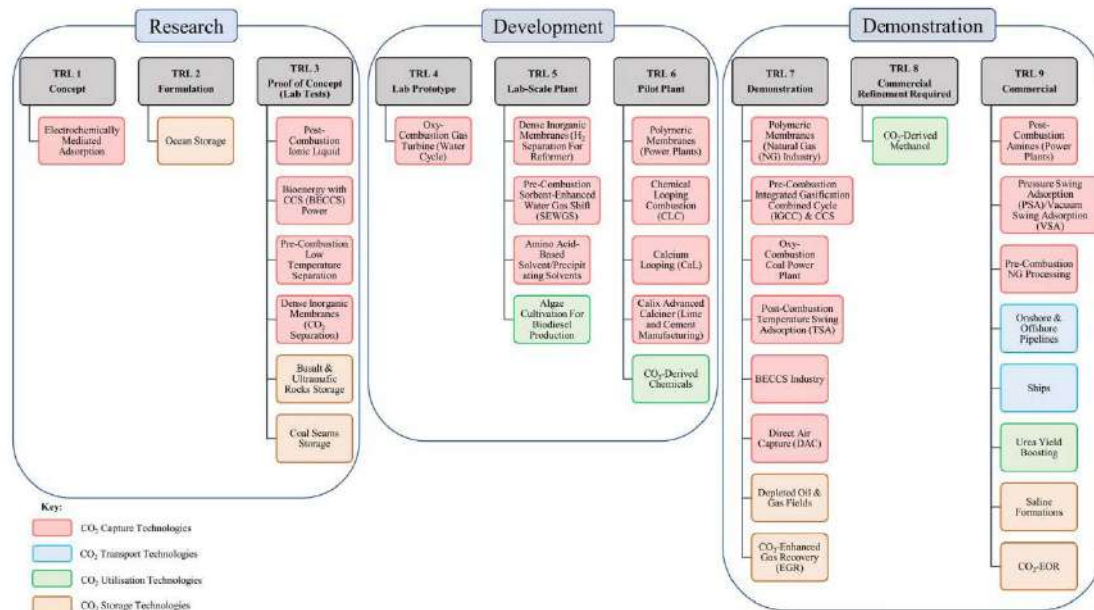 Research
Development
Demonstration
TRL 1
Concept
TRL 2
Formulation
TRL 3
Proof of Concept
(Lab Tests)
TRL 4
Lab Prototype
TRL 5
Lab-Scale Plant
TRL 6
Pilot Plant
TRL 7
Demonstration
TRL 8
Commercial
Refinement Required
TRL 9
Commercial
Electrochemically
Mediated
Adsorption
Ocean Storage
Post-
Combustion
Ionic Liquid
Bioenergy with
CCS (BECCS)
Power
Pre-Combustion
Low
Temperature
Separation
Dense Inorganic
Membranes
(CO₂
Separation)
Basalt &
Ultramafic
Rocks Storage
Coal Seams
Storage
Oxy-
Combustion Gas
Turbine (Water
Cycle)
Dense Inorganic
Membranes (H₂
Separation For
Reformer)
Pre-Combustion
Sorbent-Enhanced
Water Gas Shift
(SEWGS)
Amino Acid-
Based
Solvent/Precipit
ating Solvents
Algae
Cultivation For
Biodiesel
Production
Polymeric
Membranes
(Power Plants)
Chemical
Looping
Combustion
(CLC)
Calcium
Looping (CaL)
Calix Advanced
Calciner (Lime
and Cement
Manufacturing)
CO₂-Derived
Chemicals
Polymeric
Membranes
(Natural Gas
(NG) Industry)
Pre-Combustion
Integrated Gasification
Combined Cycle
(IGCC) & CCS
Oxy-
Combustion
Coal Power
Plant
Post-Combustion
Temperature Swing
Adsorption (TSA)
BECCS Industry
Direct Air
Capture (DAC)
Depleted Oil &
Gas Fields
CO₂-Enhanced
Gas Recovery
(EGR)
CO₂-Derived
Methanol
Post-
Combustion
Amines (Power
Plants)
Pressure Swing
Adsorption
(PSA)/Vacuum
Swing Adsorption
(VSA)
Pre-Combustion
NG Processing
Onshore &
Offshore
Pipelines
Ships
Urea Yield
Boosting
Saline
Formations
CO₂-EOR
Key:
CO₂ Capture Technologies
CO₂ Transport Technologies
CO₂ Utilisation Technologies
CO₂ Storage Technologies